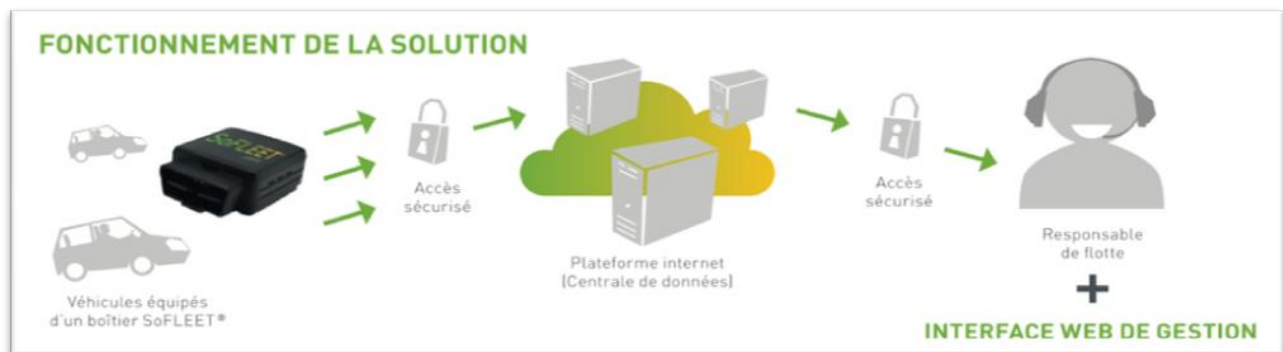 FONCTIONNEMENT DE LA SOLUTION
SoFLEET
Accès
sécurisé
Véhicules équipés
d'un boîtier SoFLEET®
Plateforme internet
(Centrale de données)
Accès
sécurisé
Responsable
de flotte
+
INTERFACE WEB DE GESTION